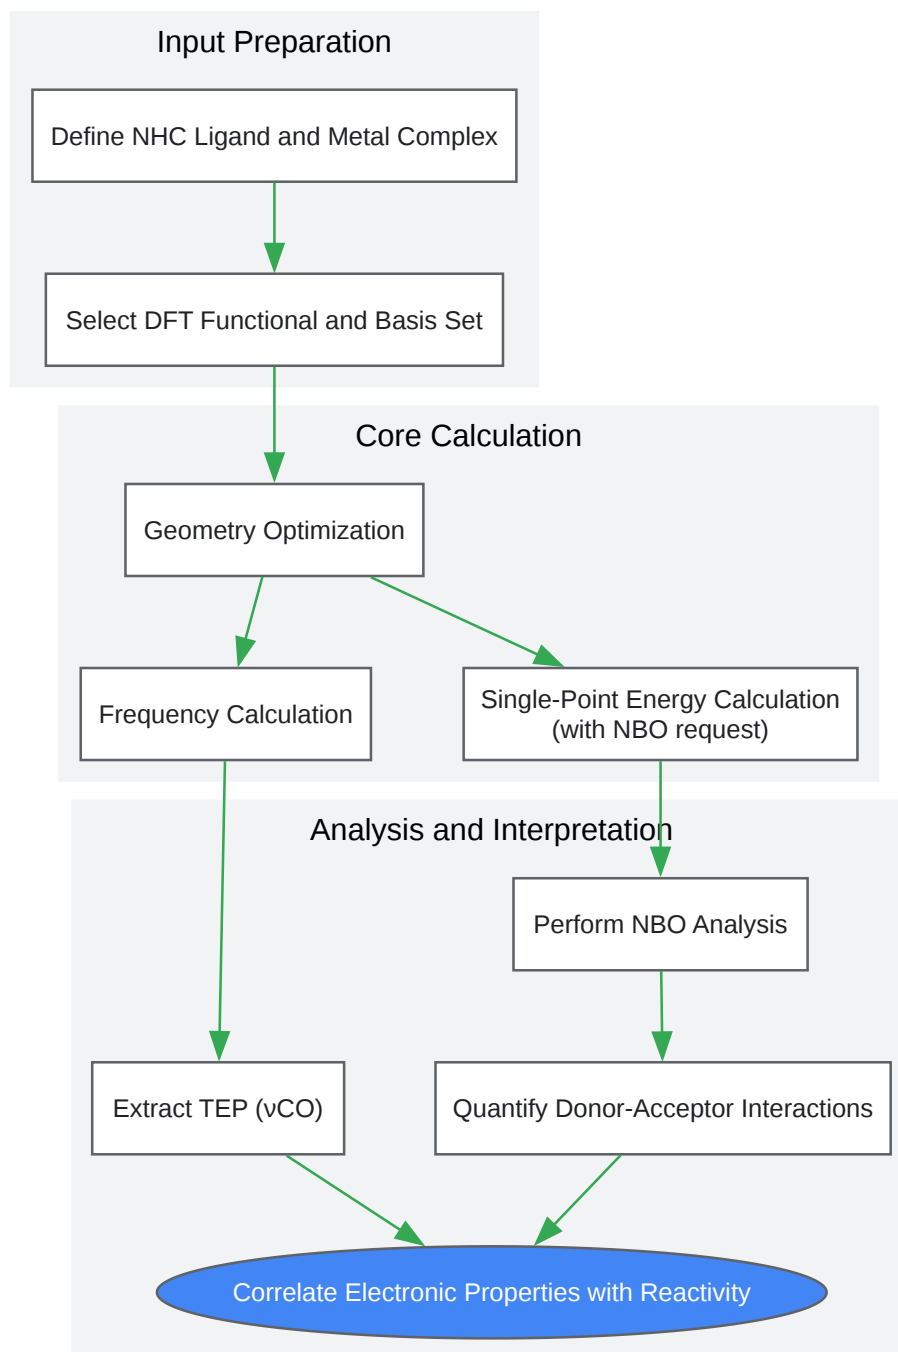 Input Preparation
Define NHC Ligand and Metal Complex
Select DFT Functional and Basis Set
Core Calculation
Geometry Optimization
Frequency Calculation
Single-Point Energy Calculation
(with NBO request)
Analysis and Interpretation
Perform NBO Analysis
Extract TEP (νCO)
Quantify Donor-Acceptor Interactions
Correlate Electronic Properties with Reactivity